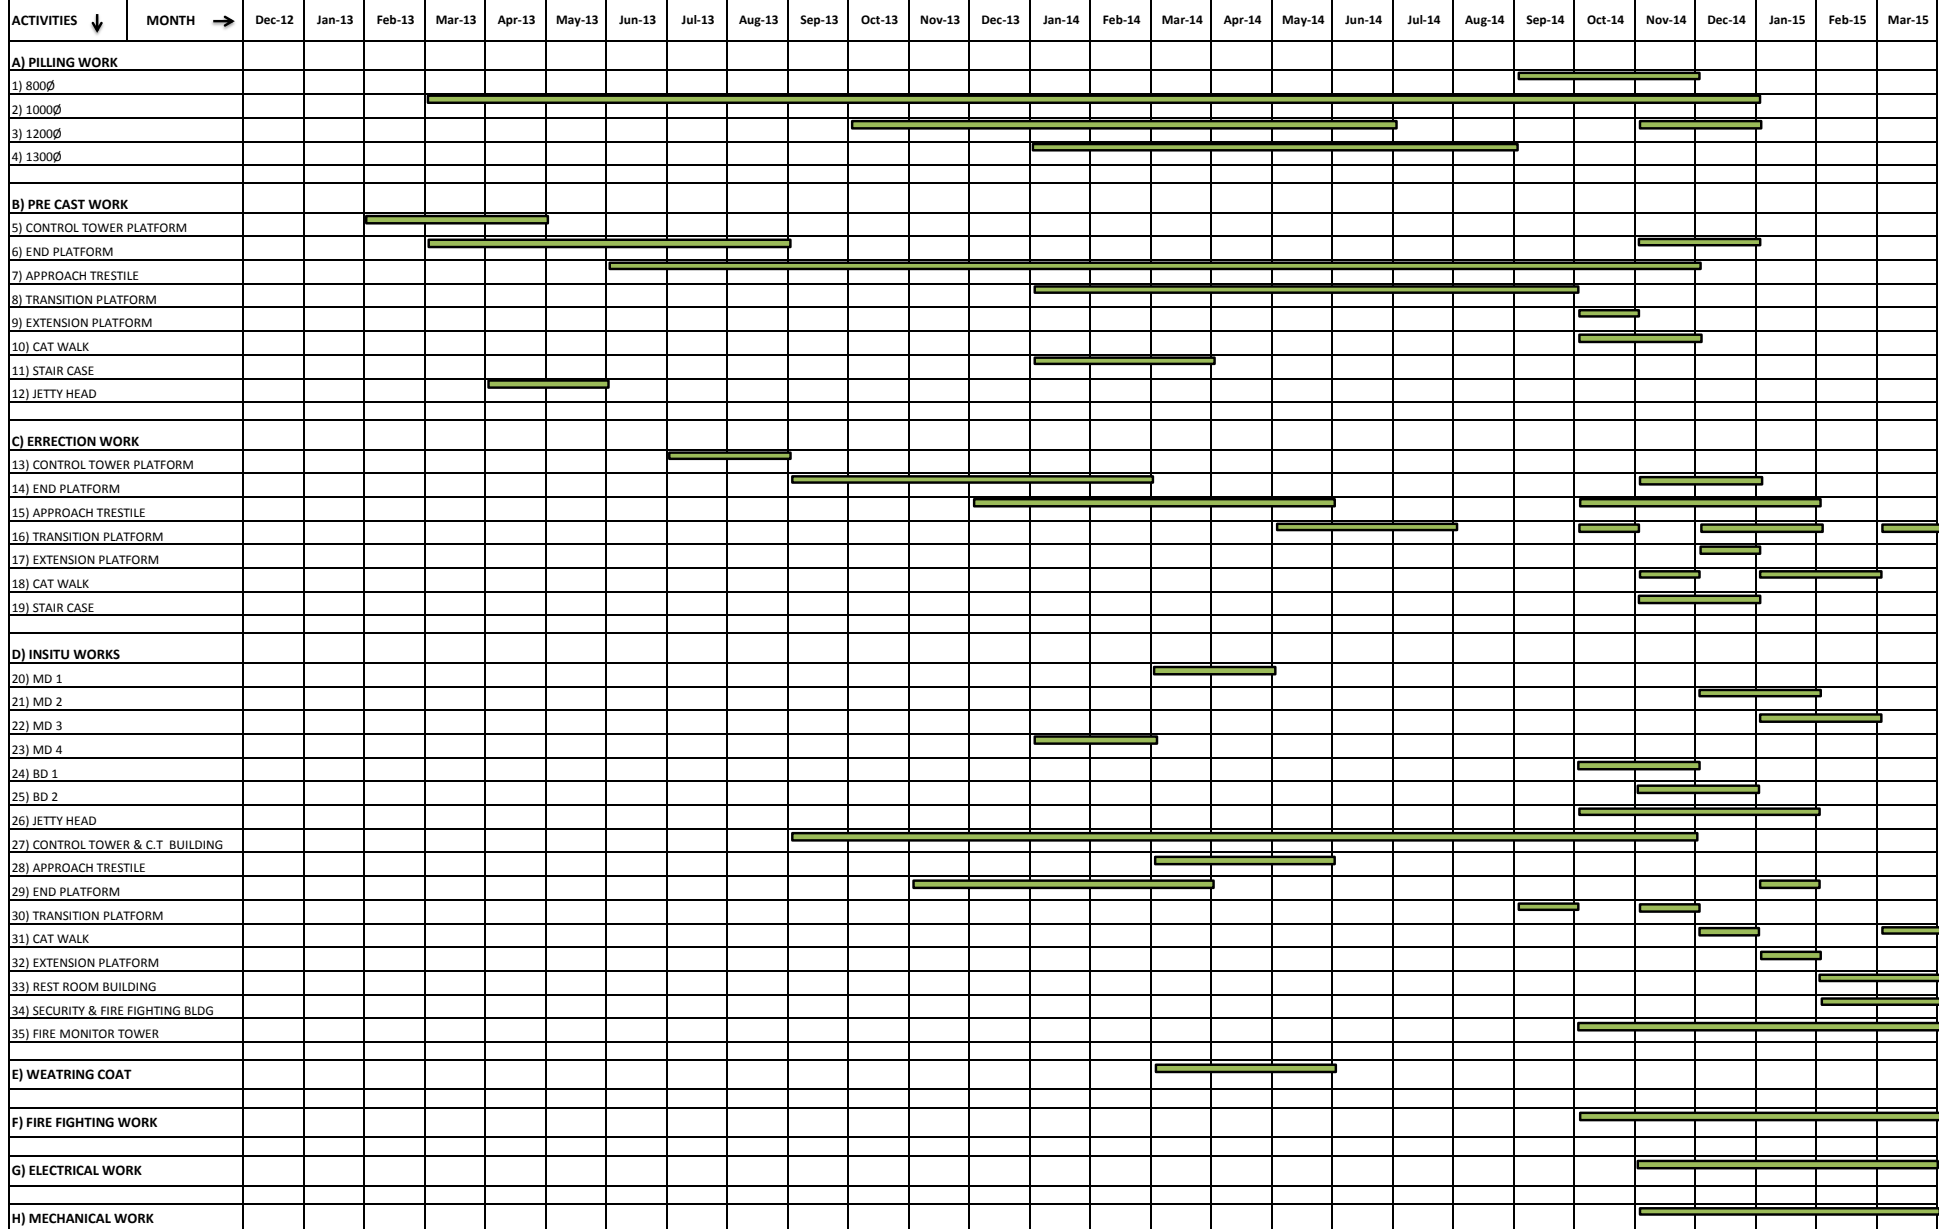 ACTIVITIES MONTH Dec-12 Jan-13 Feb-13 Mar-13 Apr-13 May-13 Jun-13 Jul-13 Aug-13 Sep-13 Oct-13 Nov-13 Dec-13 Jan-14 Feb-14 Mar-14 Apr-14 May-14 Jun-14 Jul-14 Aug-14 Sep-14 Oct-14 Nov-14 Dec-14 Jan-15 Feb-15 Mar-15
A) PILLING WORK
1) 800Ø
2) 1000Ø
3) 1200Ø
4) 1300Ø
B) PRE CAST WORK
5) CONTROL TOWER PLATFORM
6) END PLATFORM
7) APPROACH TRESTILE
8) TRANSITION PLATFORM
9) EXTENSION PLATFORM
10) CAT WALK
11) STAIR CASE
12) JETTY HEAD
C) ERRECTION WORK
13) CONTROL TOWER PLATFORM
14) END PLATFORM
15) APPROACH TRESTILE
16) TRANSITION PLATFORM
17) EXTENSION PLATFORM
18) CAT WALK
19) STAIR CASE
D) INSITU WORKS
20) MD 1
21) MD 2
22) MD 3
23) MD 4
24) BD 1
25) BD 2
26) JETTY HEAD
27) CONTROL TOWER & C.T BUILDING
28) APPROACH TRESTILE
29) END PLATFORM
30) TRANSITION PLATFORM
31) CAT WALK
32) EXTENSION PLATFORM
33) REST ROOM BUILDING
34) SECURITY & FIRE FIGHTING BLDG
35) FIRE MONITOR TOWER
E) WEATRING COAT
F) FIRE FIGHTING WORK
G) ELECTRICAL WORK
H) MECHANICAL WORK